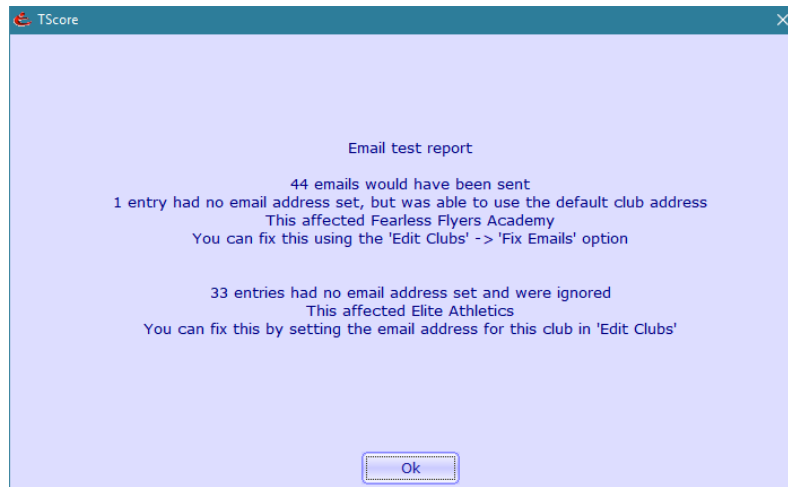 TScore
Email test report
44 emails would have been sent
1 entry had no email address set, but was able to use the default club address
This affected Fearless Flyers Academy
You can fix this using the 'Edit Clubs' -> 'Fix Emails' option
33 entries had no email address set and were ignored
This affected Elite Athletics
You can fix this by setting the email address for this club in 'Edit Clubs'
Ok